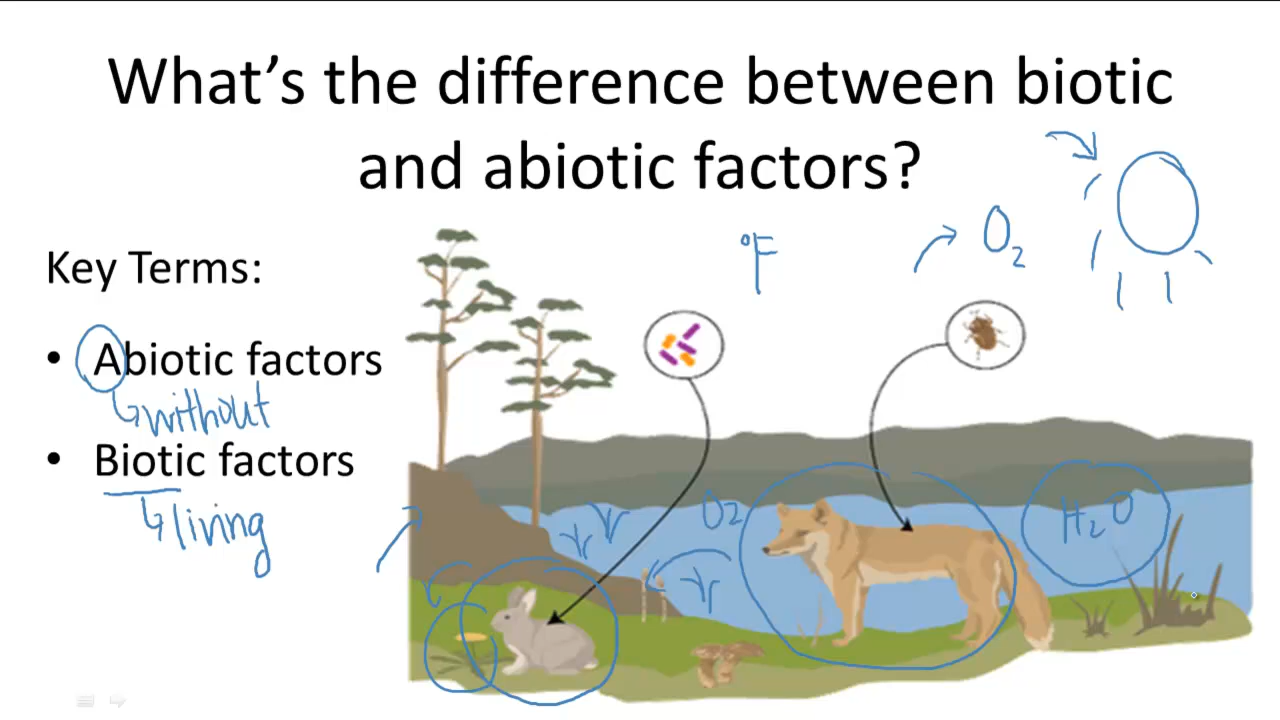 What's the difference between biotic
and abiotic factors?
Key Terms:
• Abiotic factors
without
• Biotic factors
living
°F
O₂
O₂
H₂O